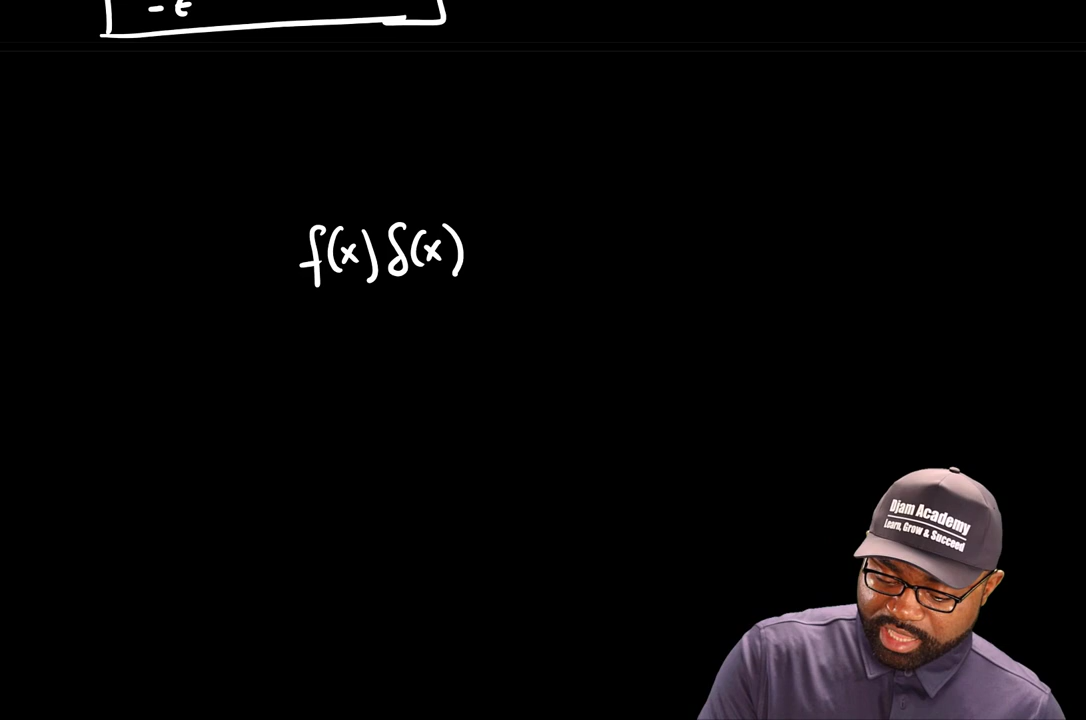 - ε
f(x) δ(x)
Djam Academy
Learn, Grow & Succeed